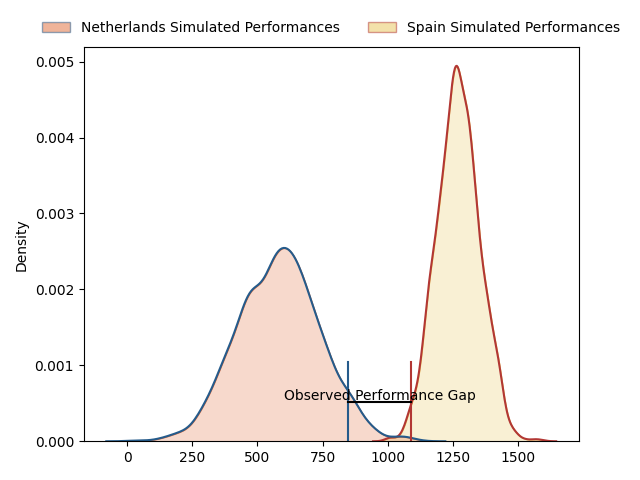 Netherlands Simulated Performances Spain Simulated Performances
0.005
0.004
0.003
0.002
0.001
0.000
Density
Observed Performance Gap
0 250 500 750 1000 1250 1500